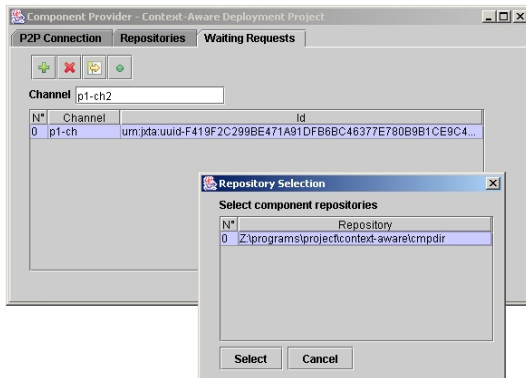 Component Provider - Context-Aware Deployment Project
P2P Connection Repositories Waiting Requests
Channel p1-ch2
N° Channel Id
0 p1-ch urn:jxta:uuid-F419F2C299BE471A91DFB6BC46377E780B9B1CE9C4...
Repository Selection
Select component repositories
N° Repository
0 Z:\programs\project\context-aware\cmpdir
Select Cancel